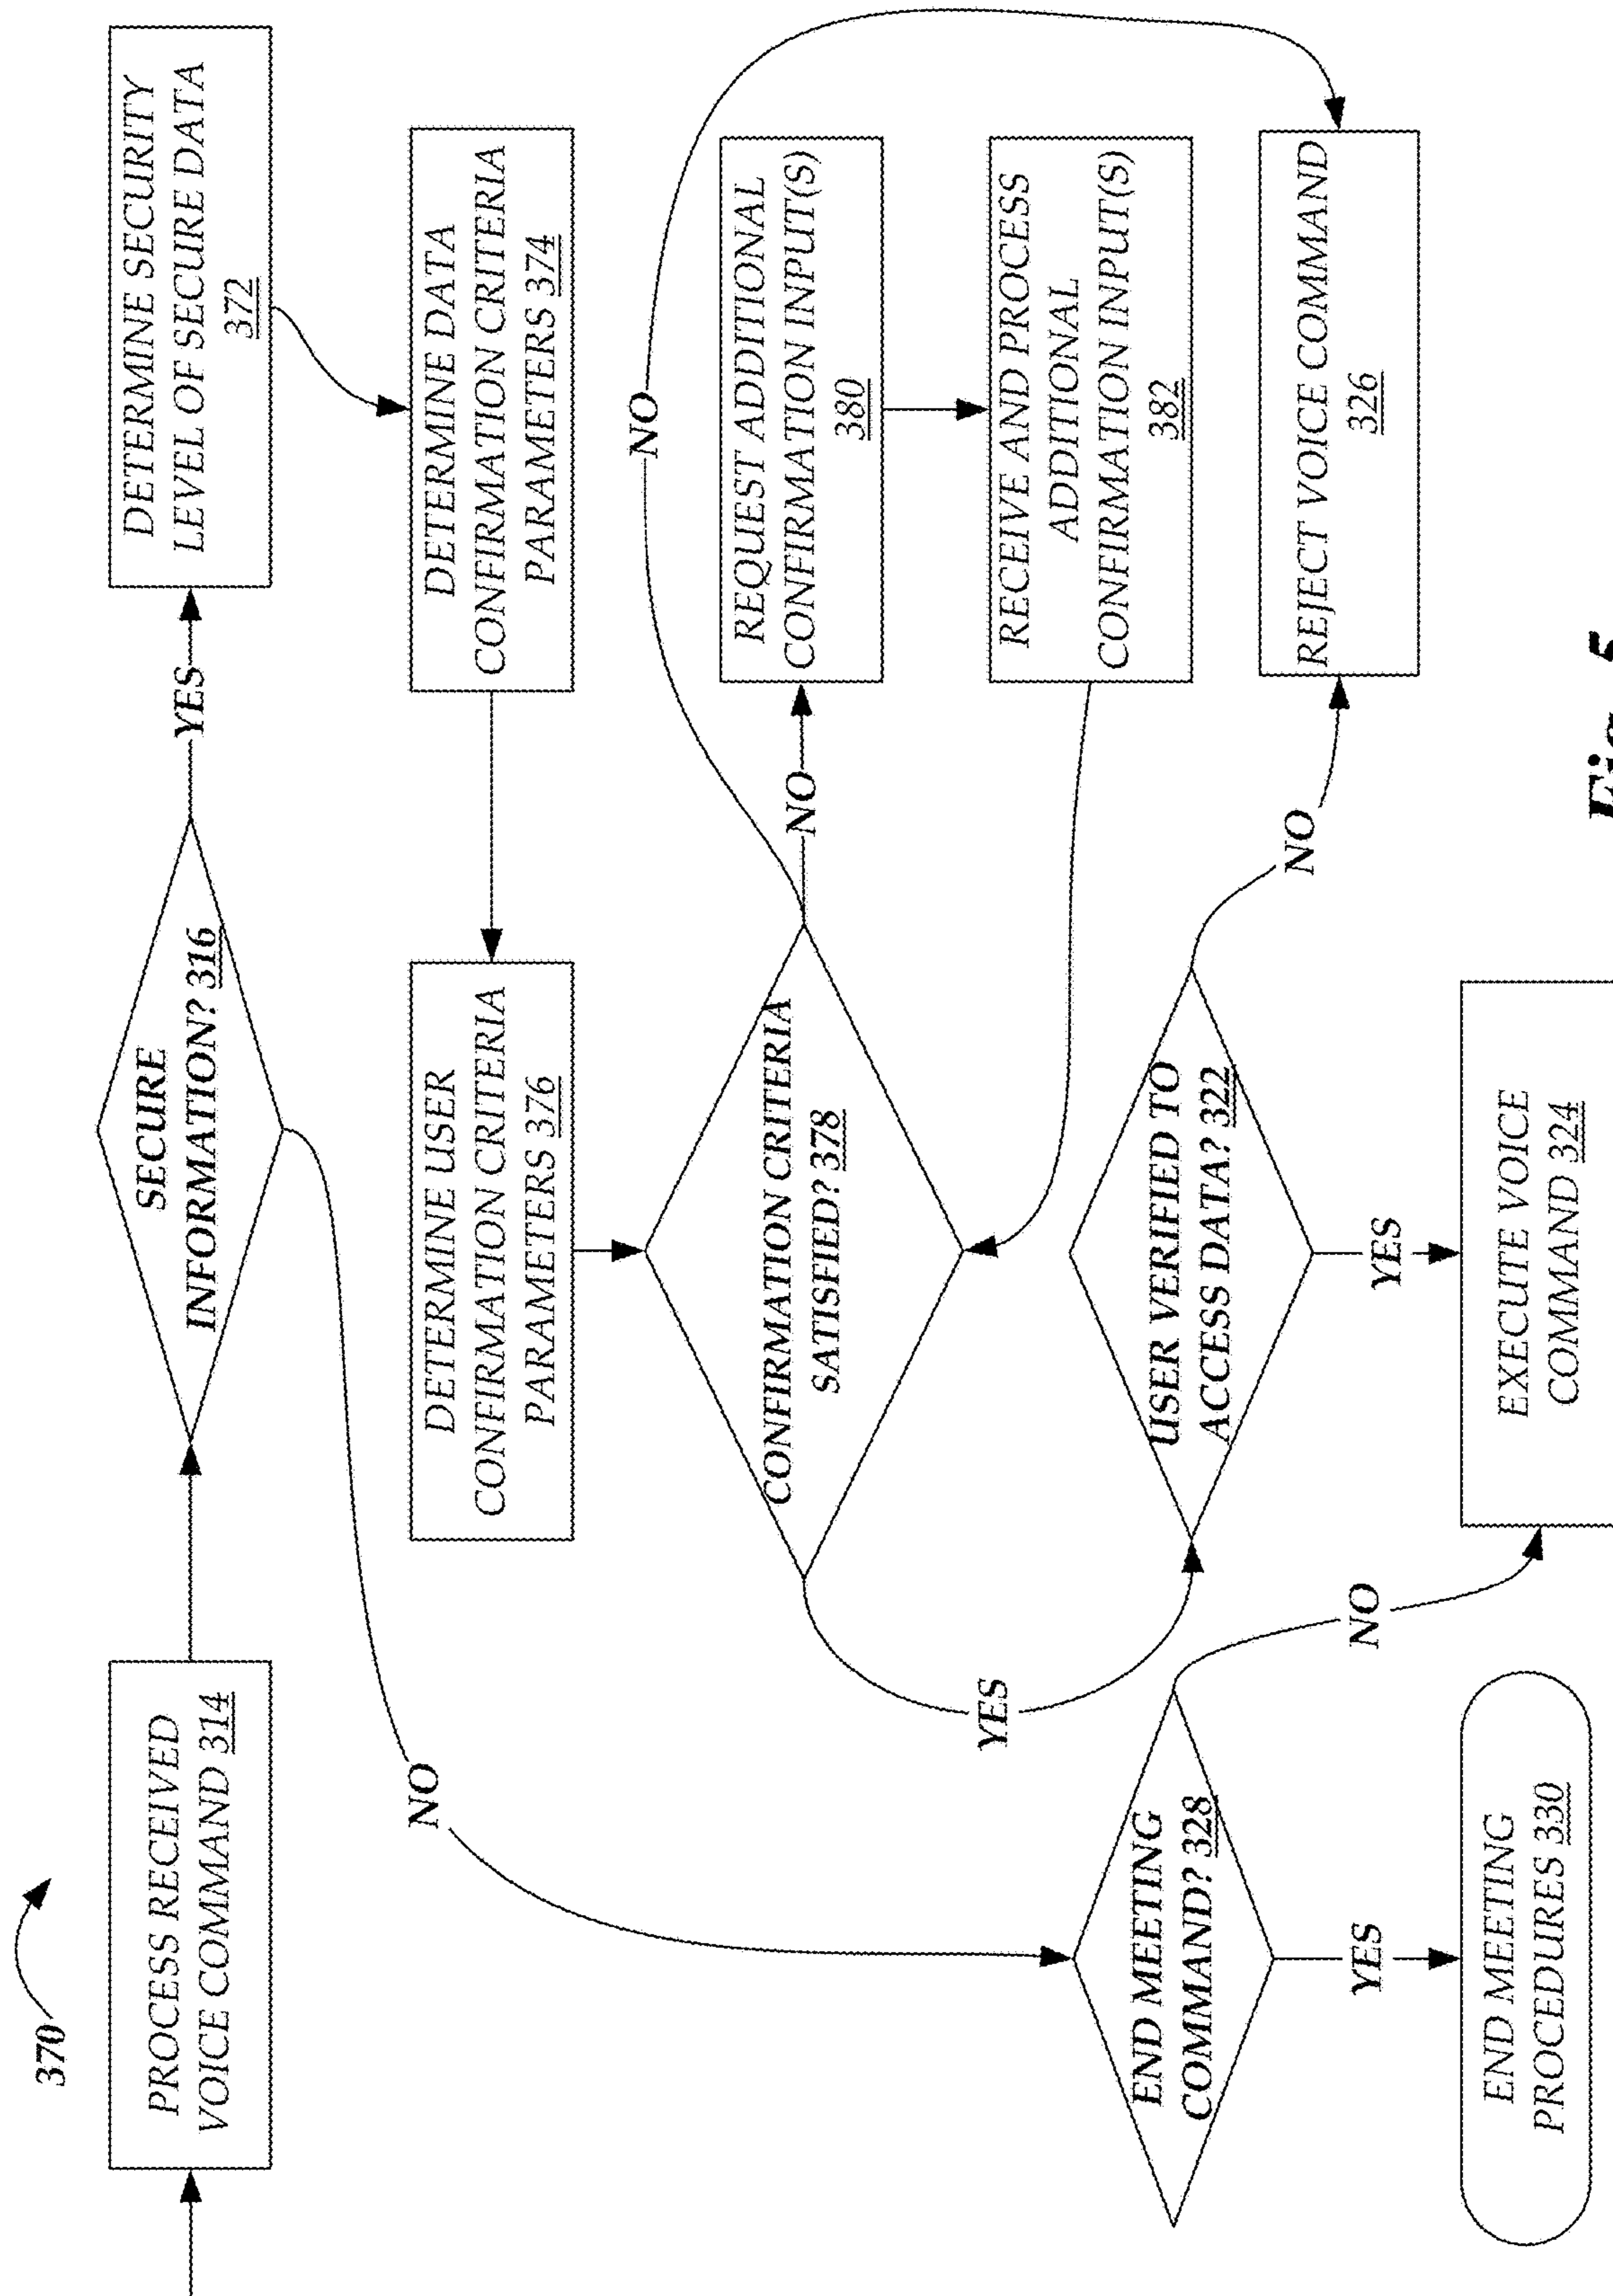 370
PROCESS RECEIVED
VOICE COMMAND 314
SECURE
INFORMATION? 316
YES
DETERMINE SECURITY
LEVEL OF SECURE DATA
372
NO
DETERMINE DATA
CONFIRMATION CRITERIA
PARAMETERS 374
DETERMINE USER
CONFIRMATION CRITERIA
PARAMETERS 376
CONFIRMATION CRITERIA
SATISFIED? 378
NO
NO
REQUEST ADDITIONAL
CONFIRMATION INPUT(S)
380
RECEIVE AND PROCESS
ADDITIONAL
CONFIRMATION INPUT(S)
382
YES
USER VERIFIED TO
ACCESS DATA? 322
NO
REJECT VOICE COMMAND
326
YES
EXECUTE VOICE
COMMAND 324
END MEETING
COMMAND? 328
NO
YES
END MEETING
PROCEDURES 330
Fig. 5